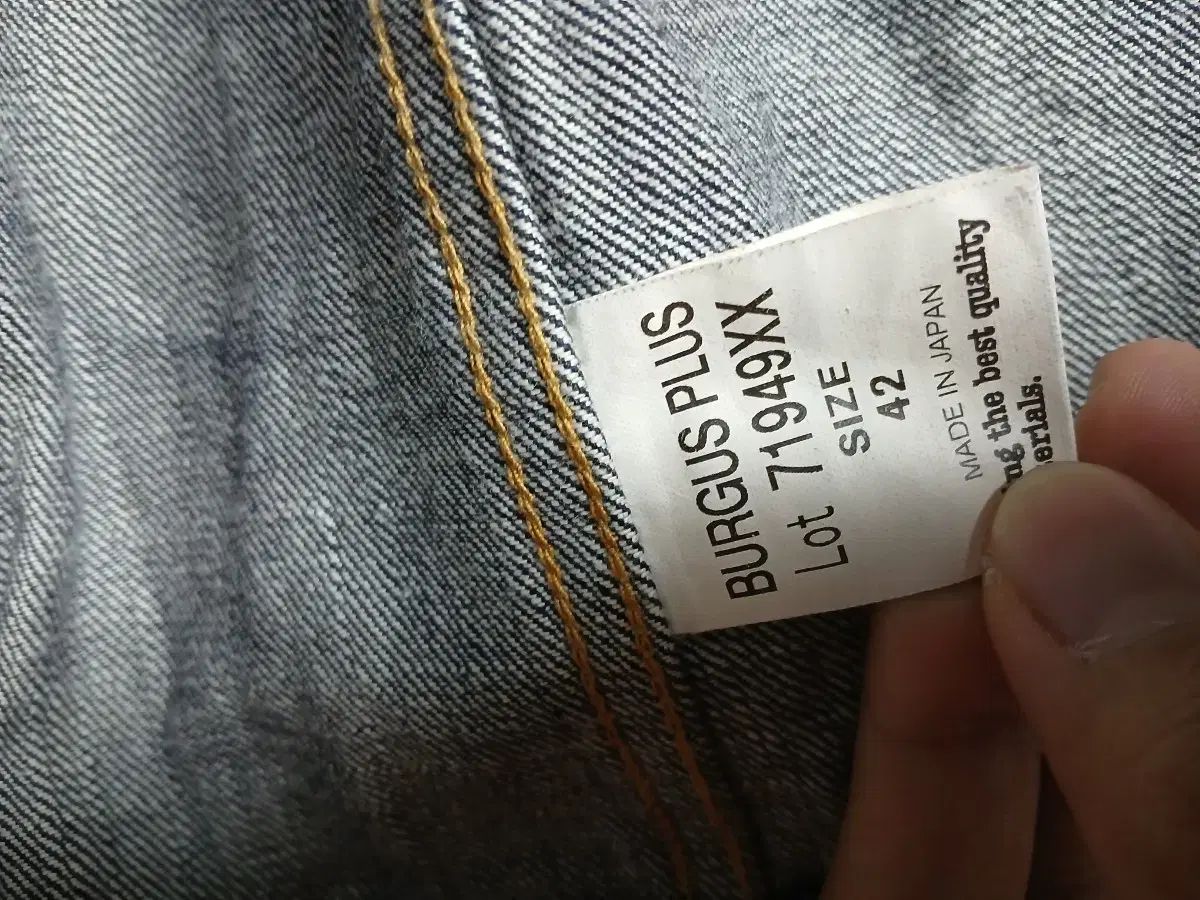 BURGUS PLUS
Lot 71949XX
SIZE
42
MADE IN JAPAN
the best quality